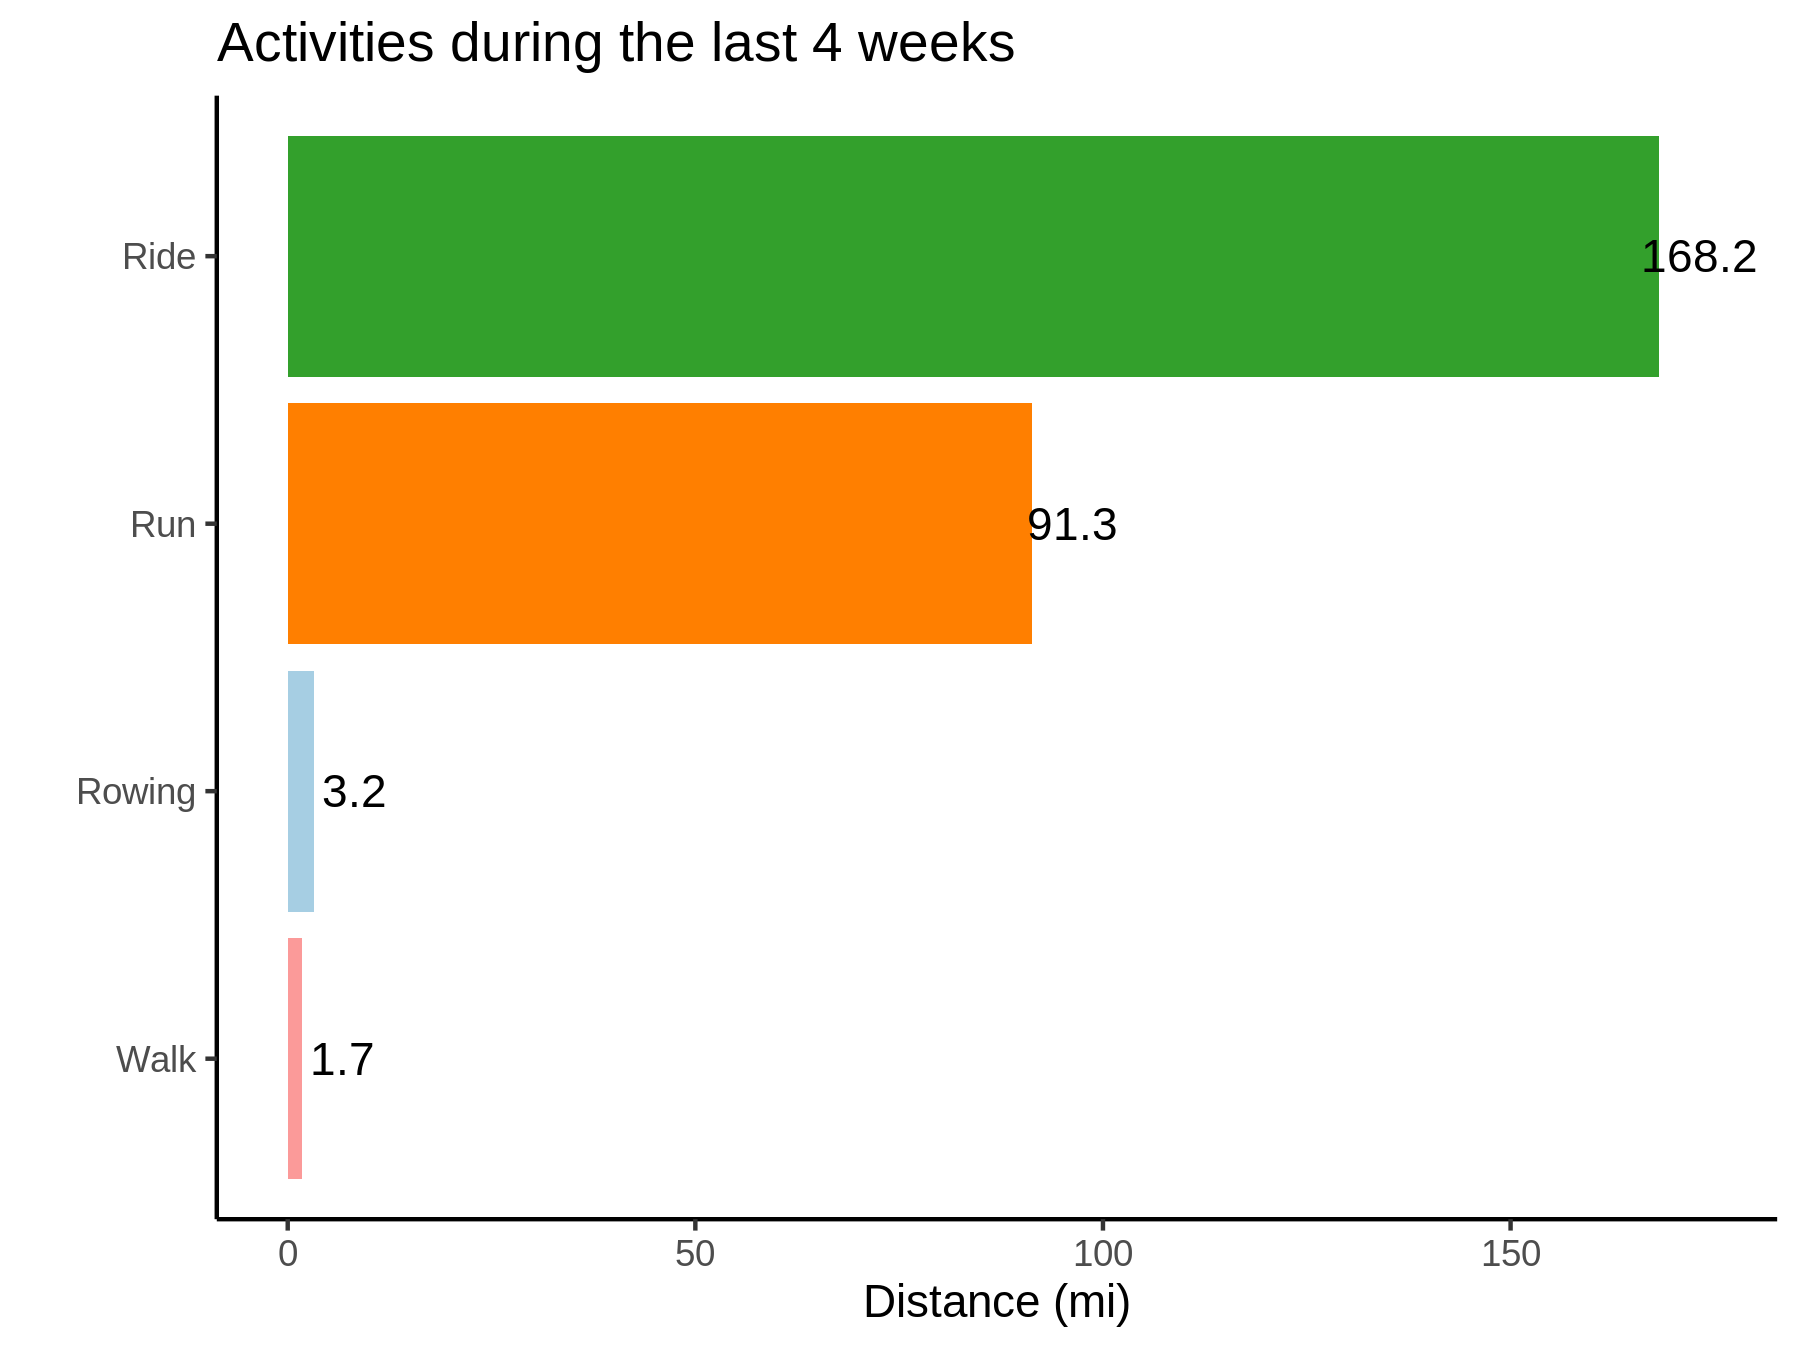 Activities during the last 4 weeks
Ride
168.2
Run
91.3
Rowing
3.2
Walk
1.7
0 50 100 150
Distance (mi)